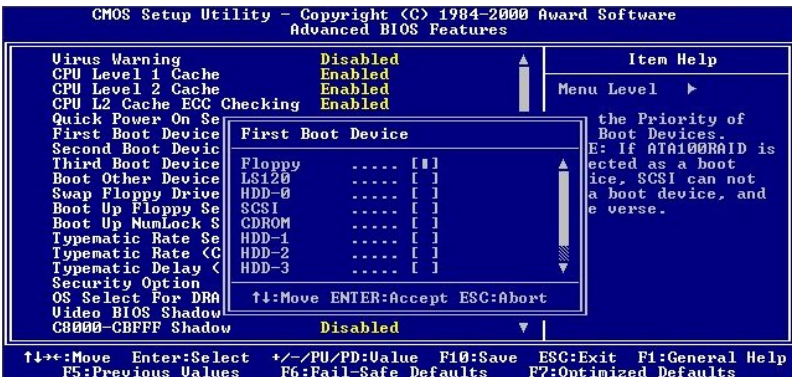 CMOS Setup Utility - Copyright (C) 1984-2000 Award Software
Advanced BIOS Features
Virus Warning Disabled
CPU Level 1 Cache Enabled
CPU Level 2 Cache Enabled
CPU L2 Cache ECC Checking Enabled
Quick Power On Se
First Boot Device
Second Boot Devic
Third Boot Device
Boot Other Device
Swap Floppy Drive
Boot Up Floppy Se
Boot Up NumLock S
Typematic Rate Se
Typematic Rate (C
Typematic Delay (
Security Option
OS Select For DRA
Video BIOS Shadow
C8000-CBFFF Shadow Disabled
First Boot Device
Floppy ..... [▮]
LS120 ..... [ ]
HDD-0 ..... [ ]
SCSI ..... [ ]
CDROM ..... [ ]
HDD-1 ..... [ ]
HDD-2 ..... [ ]
HDD-3 ..... [ ]
↑↓:Move ENTER:Accept ESC:Abort
Item Help
Menu Level ▶
the Priority of
Boot Devices.
E: If ATA100RAID is
ected as a boot
ice, SCSI can not
a boot device, and
e verse.
↑↓→←:Move Enter:Select +/-/PU/PD:Value F10:Save ESC:Exit F1:General Help
F5:Previous Values F6:Fail-Safe Defaults F7:Optimized Defaults